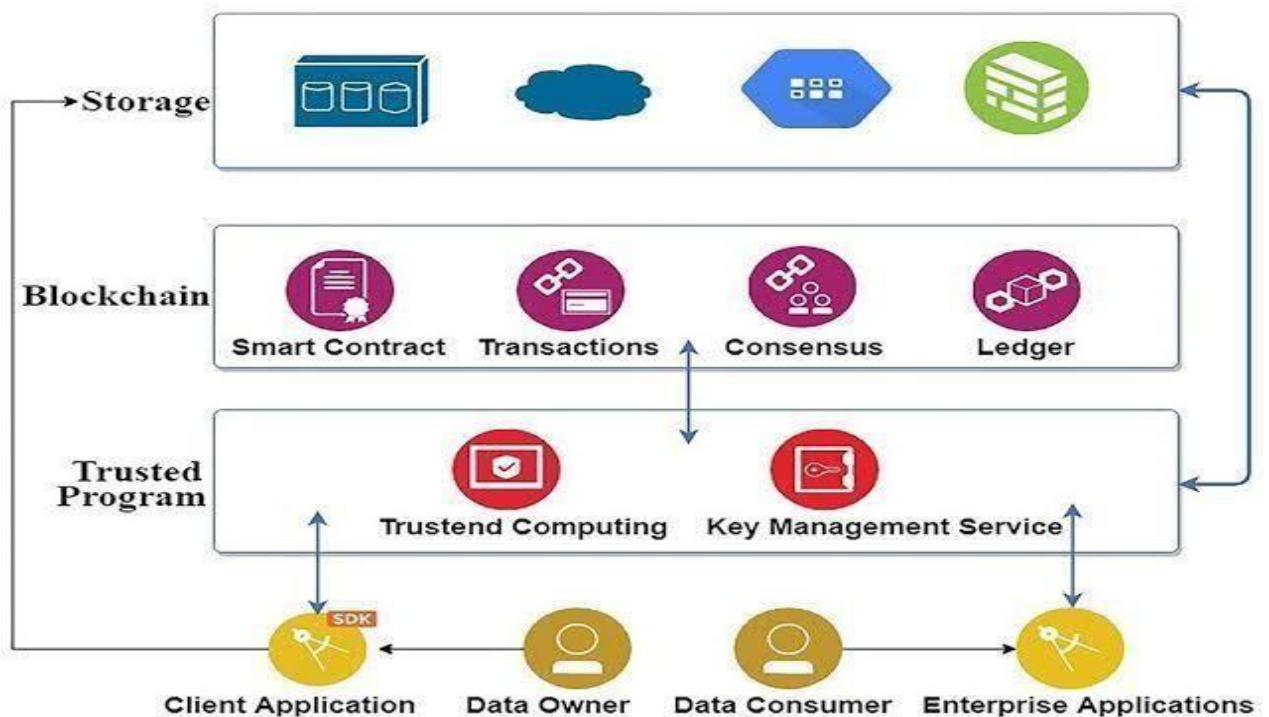 Storage
Blockchain
Smart Contract
Transactions
Consensus
Ledger
Trusted
Program
Trustend Computing
Key Management Service
SDK
Client Application
Data Owner
Data Consumer
Enterprise Applications